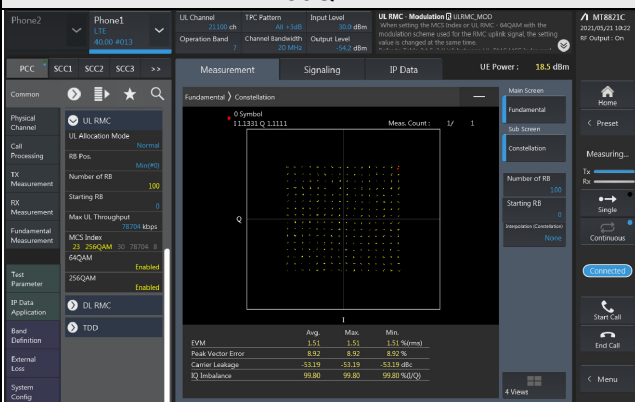 Phone2
Phone1
LTE
40.00 #013
UL Channel
21100 ch
Operation Band
7
TPC Pattern
All +3dB
Channel Bandwidth
20 MHz
Input Level
30.0 dBm
Output Level
-54.2 dBm
UL RMC - Modulation ULRMC_MOD
When setting the MCS Index or UL RMC - 64QAM with the
modulation scheme used for the RMC uplink signal, the setting
value is changed at the same time.
MT8821C
2021/05/21 10:22
RF Output : On
PCC
SCC1
SCC2
SCC3
>>
Measurement
Signaling
IP Data
UE Power : 18.5 dBm
Common
Physical
Channel
Call
Processing
TX
Measurement
RX
Measurement
Fundamental
Measurement
Test
Parameter
IP Data
Application
Band
Definition
External
Loss
System
Config
UL RMC
UL Allocation Mode
Normal
RB Pos.
Min(#0)
Number of RB
100
Starting RB
0
Max UL Throughput
78704 kbps
MCS Index
23 256QAM 30 78704 8
64QAM
Enabled
256QAM
Enabled
DL RMC
TDD
Fundamental
Constellation
0 Symbol
I 1.1331 Q 1.1111
Meas. Count : 1/ 1
Q
I
Avg. Max. Min.
EVM 1.51 1.51 1.51 %(rms)
Peak Vector Error 8.92 8.92 8.92 %
Carrier Leakage -53.19 -53.19 -53.19 dBc
IQ Imbalance 99.80 99.80 99.80 %(I/Q)
Main Screen
Fundamental
Sub Screen
Constellation
Number of RB
100
Starting RB
0
Interpolation (Constellation)
None
4 Views
Home
Preset
Measuring...
Tx
Rx
Single
Continuous
Connected
Start Call
End Call
Menu